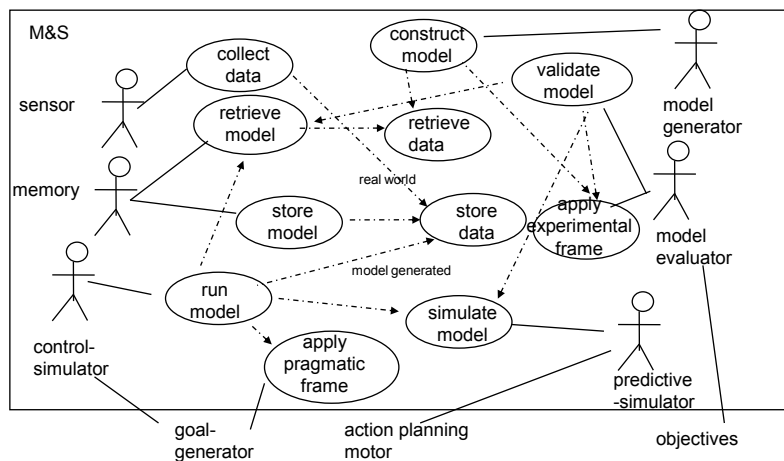 M&S
collect
data
construct
model
validate
model
sensor
model
generator
retrieve
model
retrieve
data
real world
memory
store
model
store
data
apply
experimental
frame
model
evaluator
model generated
run
model
simulate
model
control-
simulator
apply
pragmatic
frame
predictive
-simulator
goal-
generator
action planning
motor
objectives